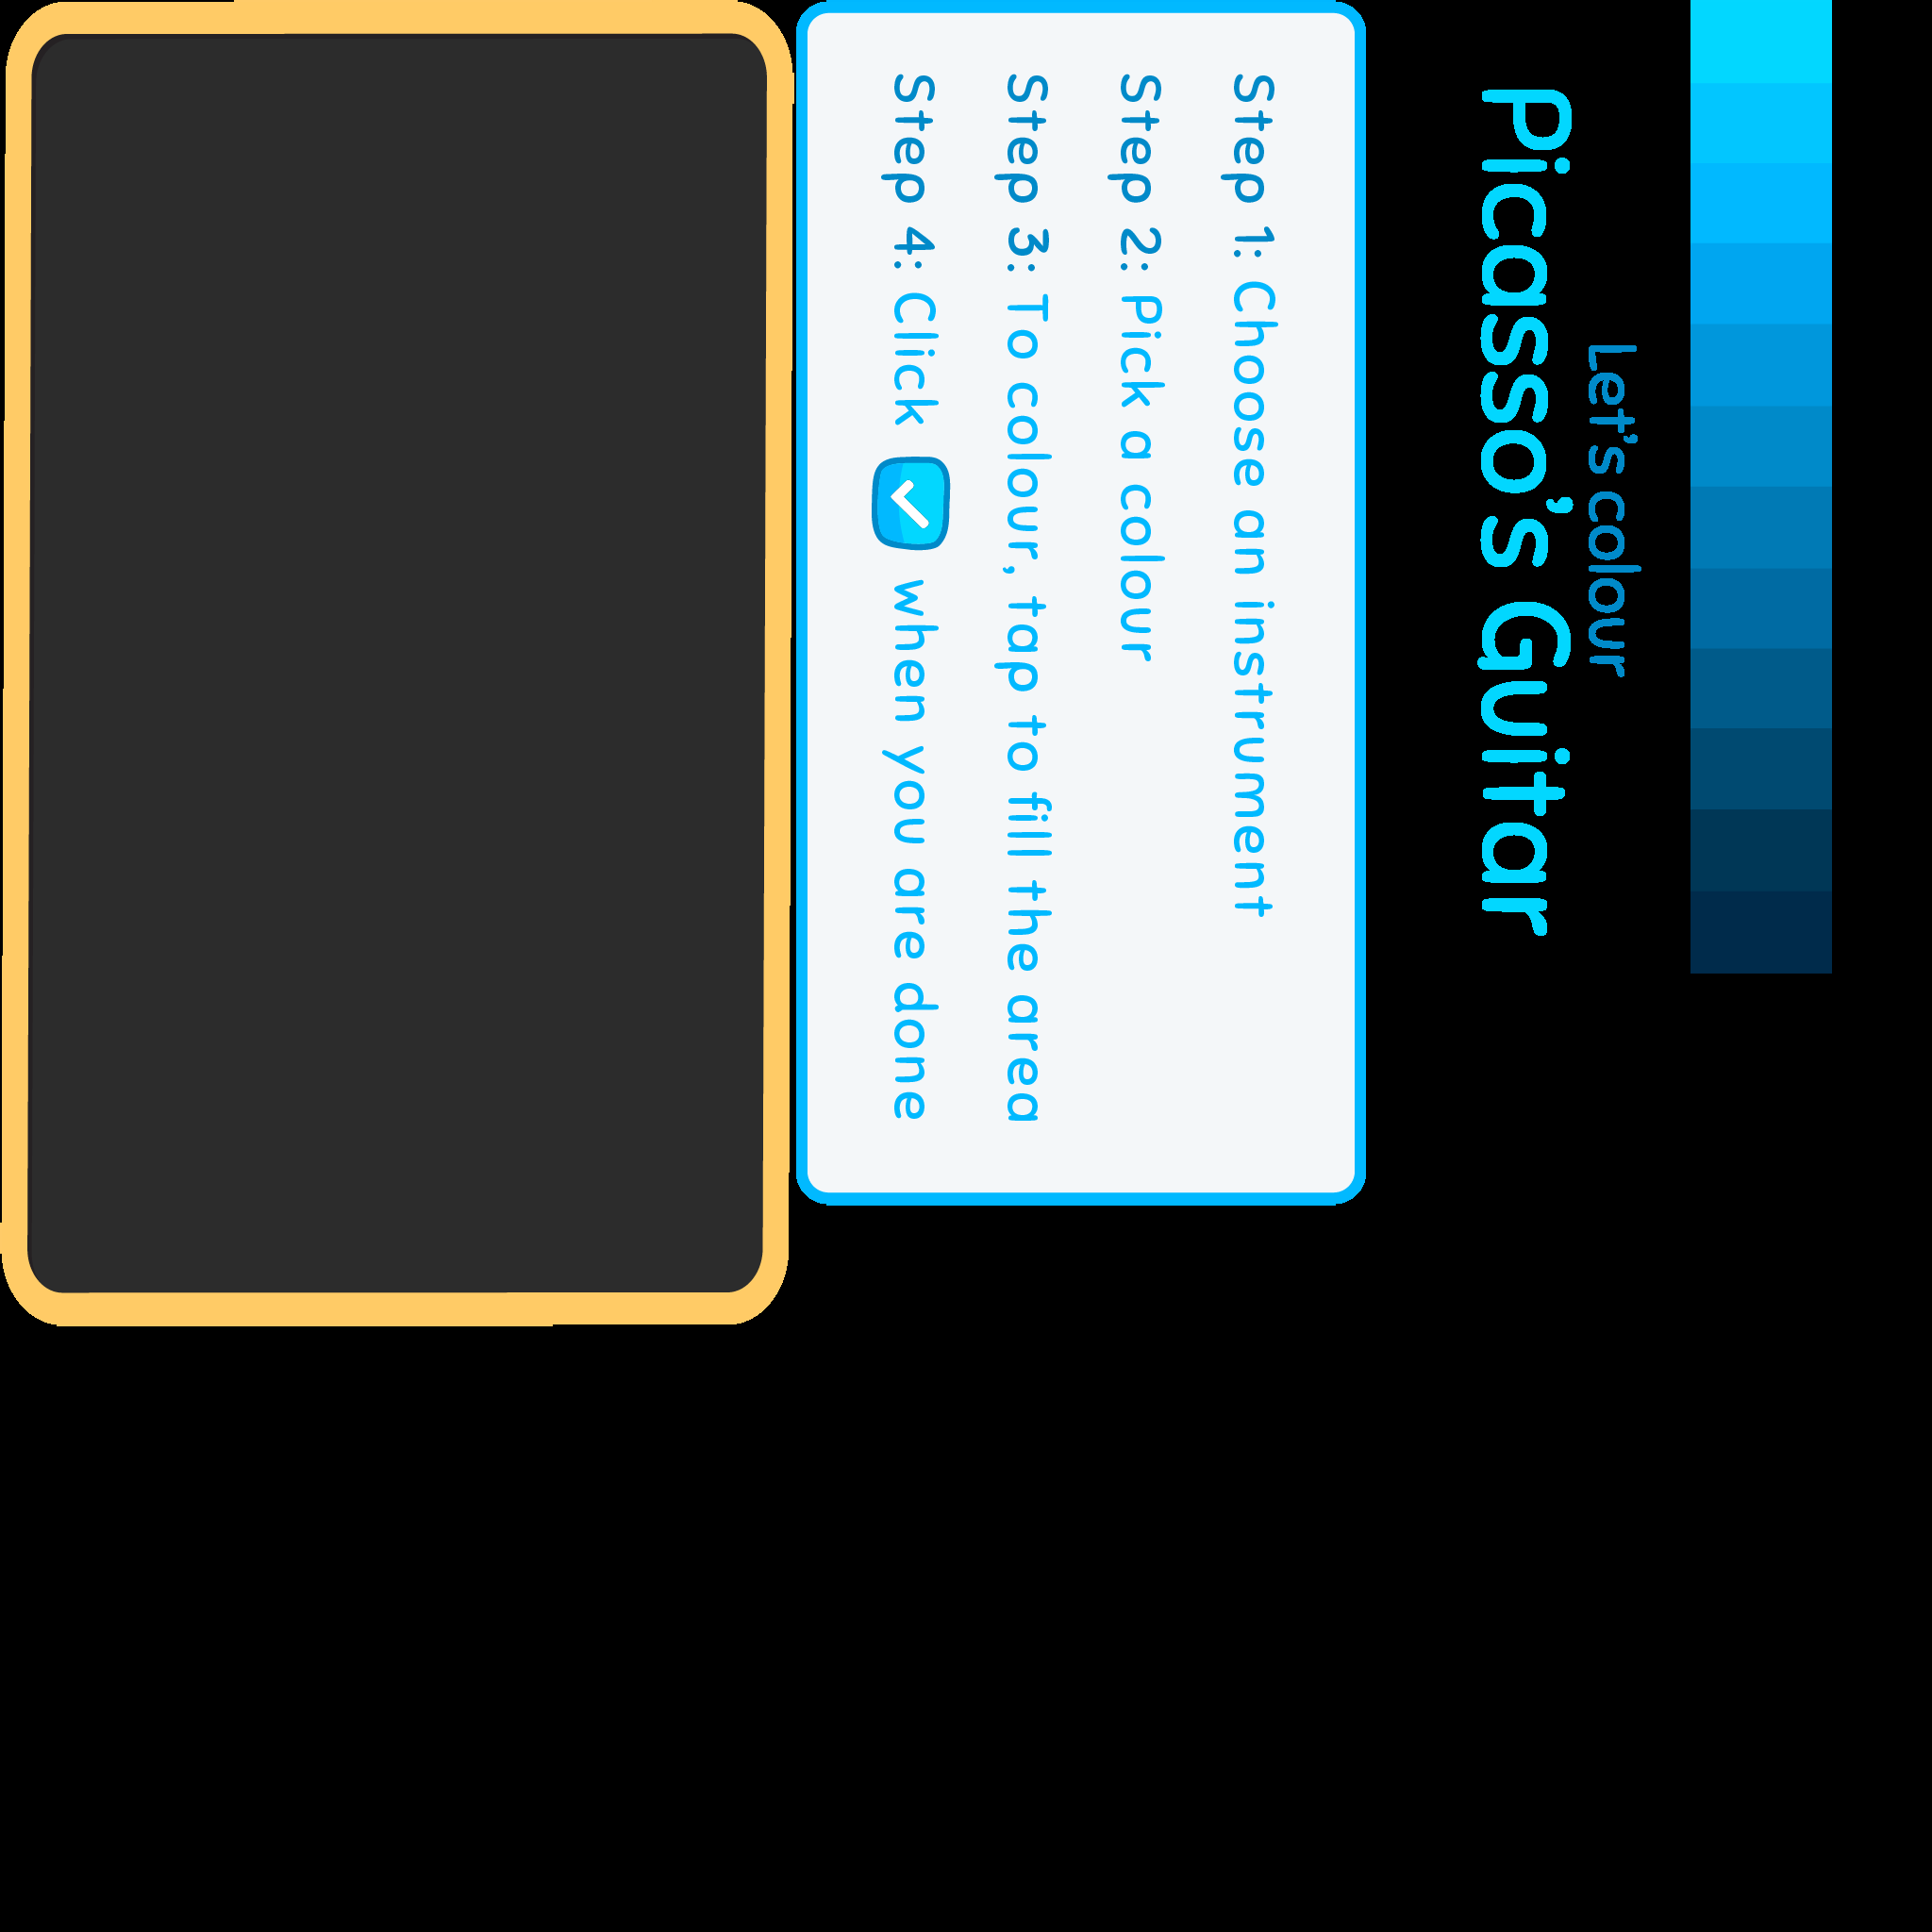 Let's colour
Picasso's Guitar
Step 1: Choose an instrument
Step 2: Pick a colour
Step 3: To colour, tap to fill the area
Step 4: Click when you are done